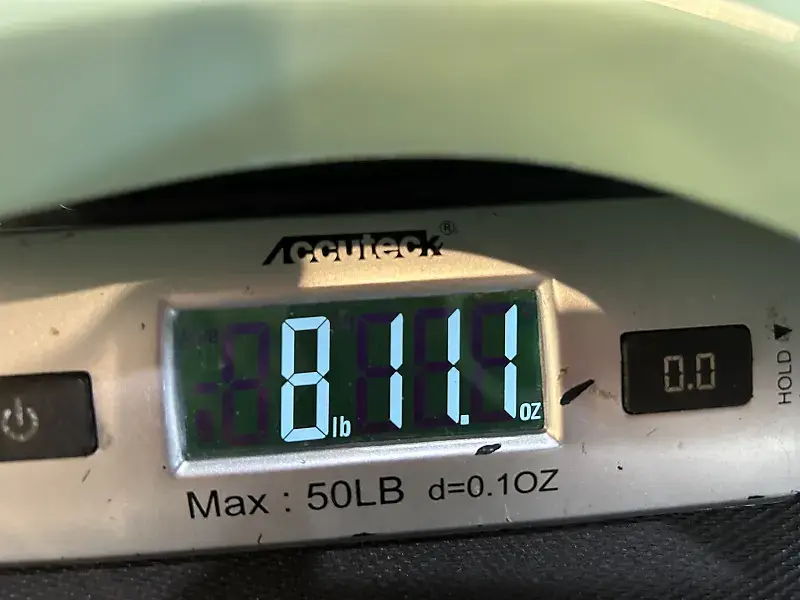 Accuteck®
8 lb 11.1 oz
0.0
HOLD
Max : 50LB d=0.1OZ